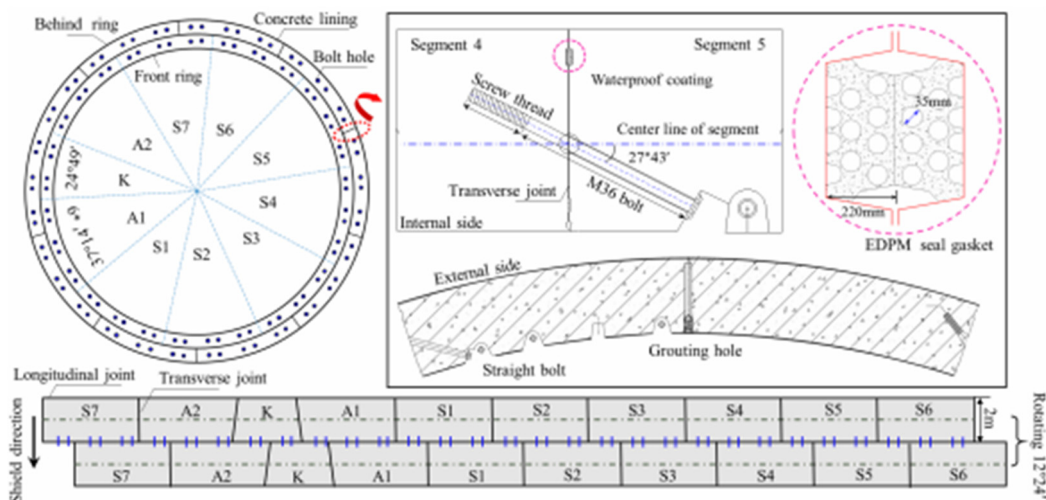 Behind ring
Concrete lining
Bolt hole
Front ring
S7
S6
A2
S5
K
S4
A1
S3
S1
S2
24°49′
37°14′ *9
Segment 4
Segment 5
Waterproof coating
Screw thread
Center line of segment
27°43′
M36 bolt
Transverse joint
Internal side
35mm
220mm
EDPM seal gasket
External side
Grouting hole
Straight bolt
Longitudinal joint
Transverse joint
Shield direction
S7 A2 K A1 S1 S2 S3 S4 S5 S6
2m
Rotating 12°24′
S7 A2 K A1 S1 S2 S3 S4 S5 S6